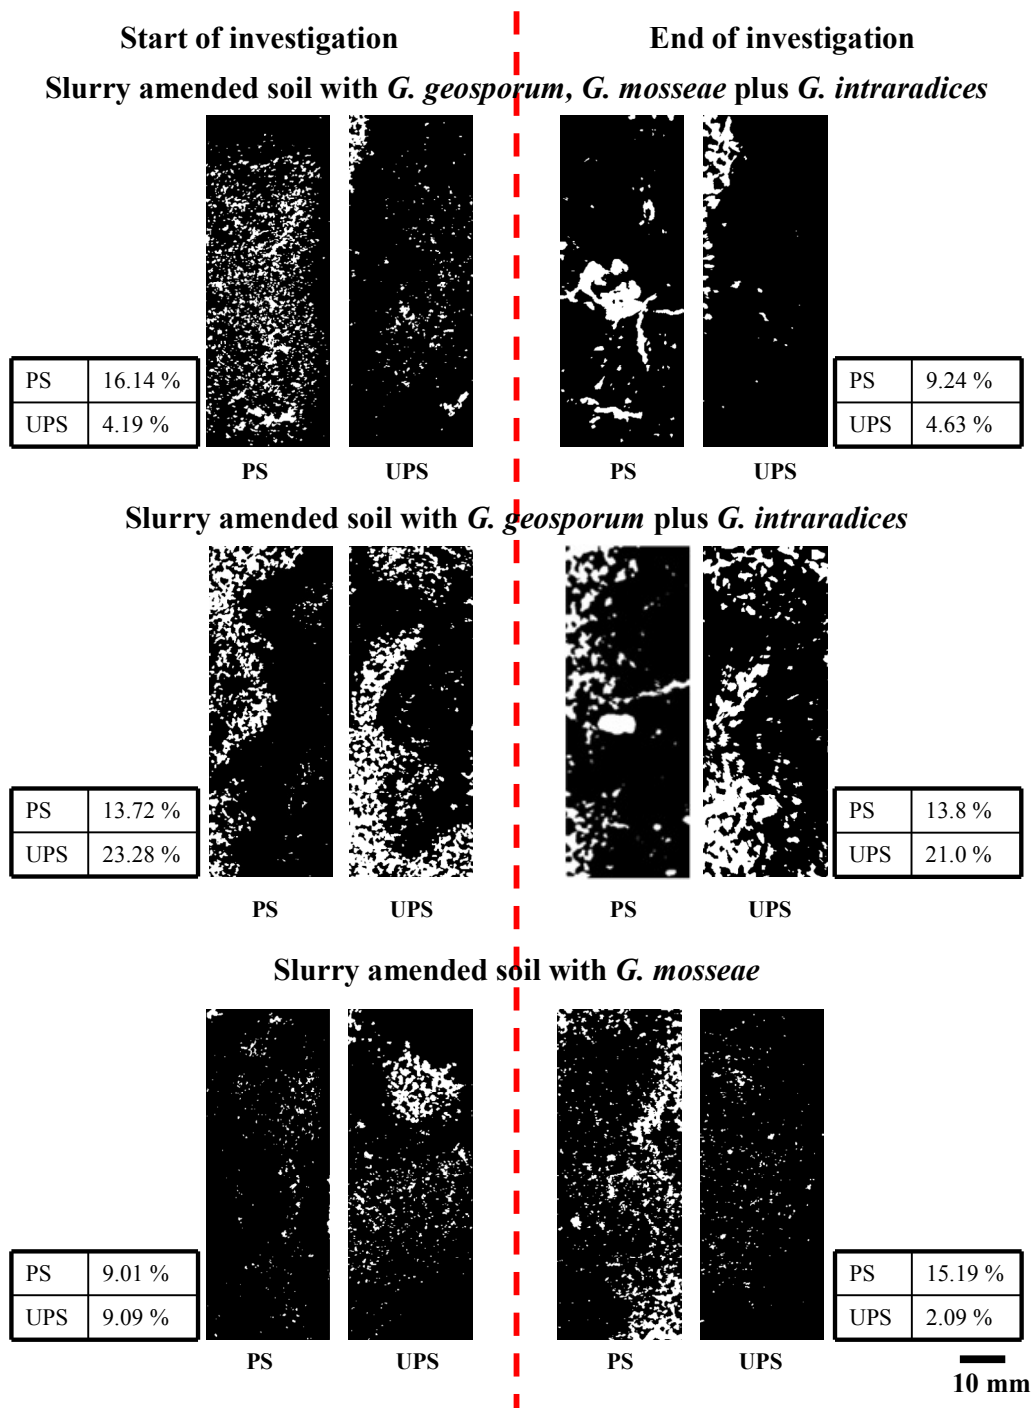 Start of investigation
End of investigation
Slurry amended soil with G. geosporum, G. mosseae plus G. intraradices
PS 16.14 %
UPS 4.19 %
PS 9.24 %
UPS 4.63 %
PS UPS PS UPS
Slurry amended soil with G. geosporum plus G. intraradices
PS 13.72 %
UPS 23.28 %
PS 13.8 %
UPS 21.0 %
PS UPS PS UPS
Slurry amended soil with G. mosseae
PS 9.01 %
UPS 9.09 %
PS 15.19 %
UPS 2.09 %
PS UPS PS UPS
10 mm